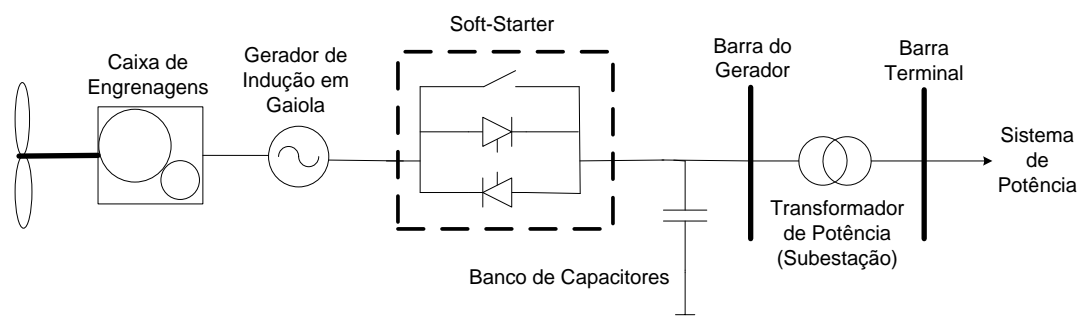 Soft-Starter
Caixa de
Engrenagens
Gerador de
Indução em
Gaiola
Barra do
Gerador
Barra
Terminal
Sistema
de
Potência
Transformador
de Potência
(Subestação)
Banco de Capacitores